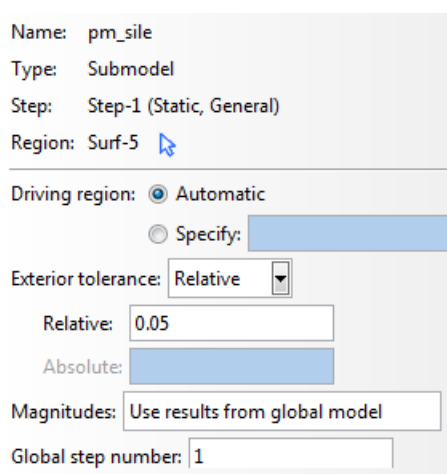 Name: pm_sile
Type: Submodel
Step: Step-1 (Static, General)
Region: Surf-5
Driving region: Automatic
Specify:
Exterior tolerance: Relative
Relative: 0.05
Absolute:
Magnitudes: Use results from global model
Global step number: 1